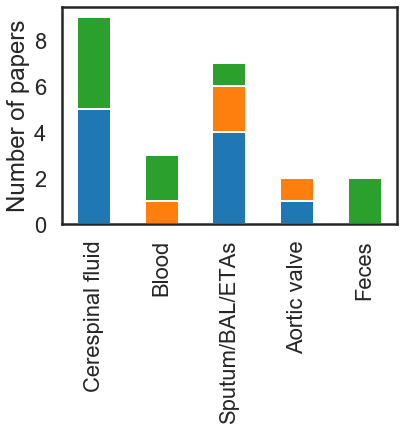 Number of papers
8
6
4
2
0
Cerespinal fluid
Blood
Sputum/BAL/ETAs
Aortic valve
Feces